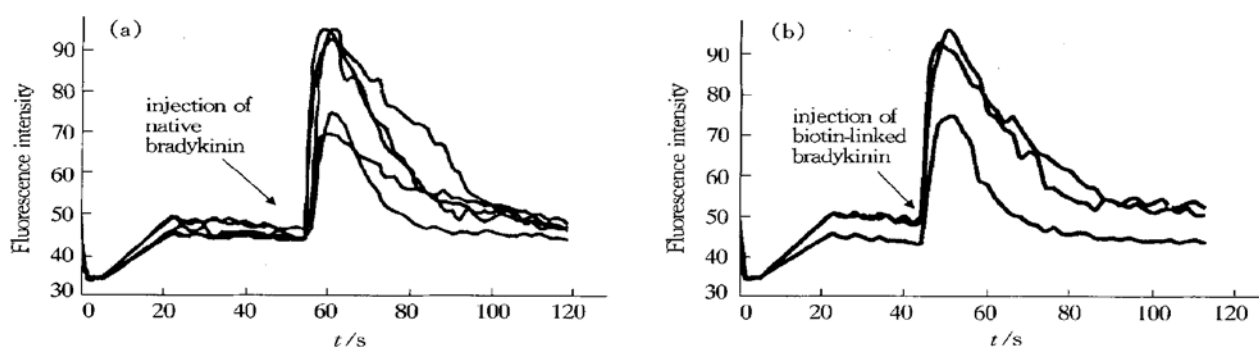 (a)
Fluorescence intensity
90
80
70
60
50
40
30
injection of
native
bradykinin
0 20 40 60 80 100 120
t/s
(b)
Fluorescence intensity
90
80
70
60
50
40
30
injection of
biotin-linked
bradykinin
0 20 40 60 80 100 120
t/s